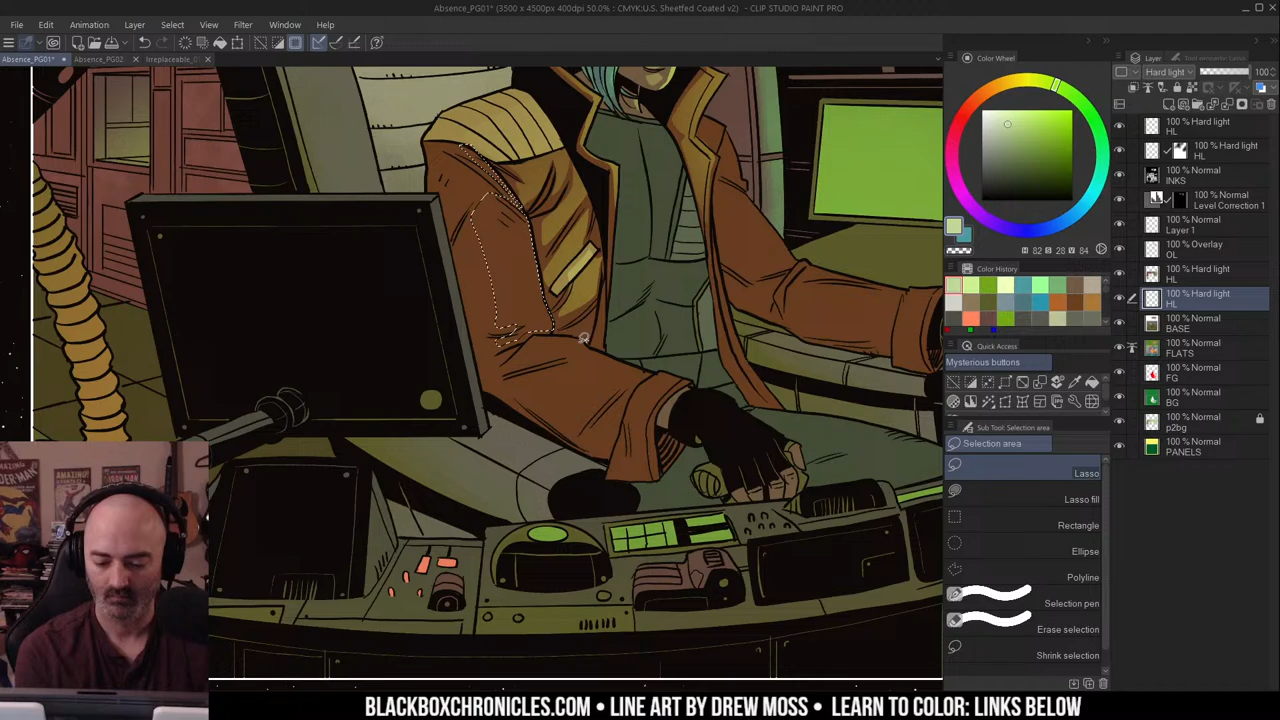 Absence_PG01* (3500 x 4500px 400dpi 50.0% : CMYK:U.S. Sheetfed Coated v2) - CLIP STUDIO PAINT PRO
File Edit Animation Layer Select View Filter Window Help
Absence_PG01* Absence_PG02 Irreplaceable_0
Color Wheel
H 82 S 28 V 84
Color History
Quick Access
Mysterious buttons
Sub Tool: Selection area
Selection area
Lasso
Lasso fill
Rectangle
Ellipse
Polyline
Selection pen
Erase selection
Shrink selection
Layer
Hard light 100
100 % Hard light
HL
100 % Hard light
HL
100 % Normal
INKS
100 % Normal
Level Correction 1
100 % Normal
Layer 1
100 % Overlay
OL
100 % Hard light
HL
100 % Hard light
HL
100 % Normal
BASE
100 % Normal
FLATS
100 % Normal
FG
100 % Normal
BG
100 % Normal
p2bg
100 % Normal
PANELS
AMAZING
SPIDER-MAN
BLACKBOXCHRONICLES.COM • LINE ART BY DREW MOSS • LEARN TO COLOR: LINKS BELOW